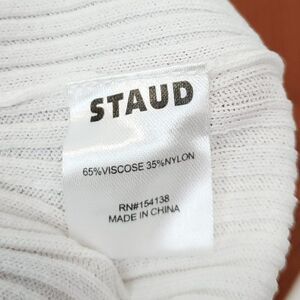 STAUD
65%VISCOSE 35%NYLON
RN#154138
MADE IN CHINA